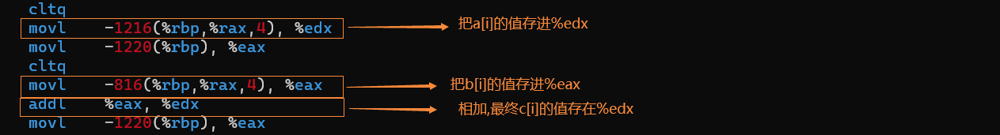 cltq
movl -1216(%rbp,%rax,4), %edx
把a[i]的值存进%edx
movl -1220(%rbp), %eax
cltq
movl -816(%rbp,%rax,4), %eax
把b[i]的值存进%eax
addl %eax, %edx
相加,最终c[i]的值存在%edx
movl -1220(%rbp), %eax